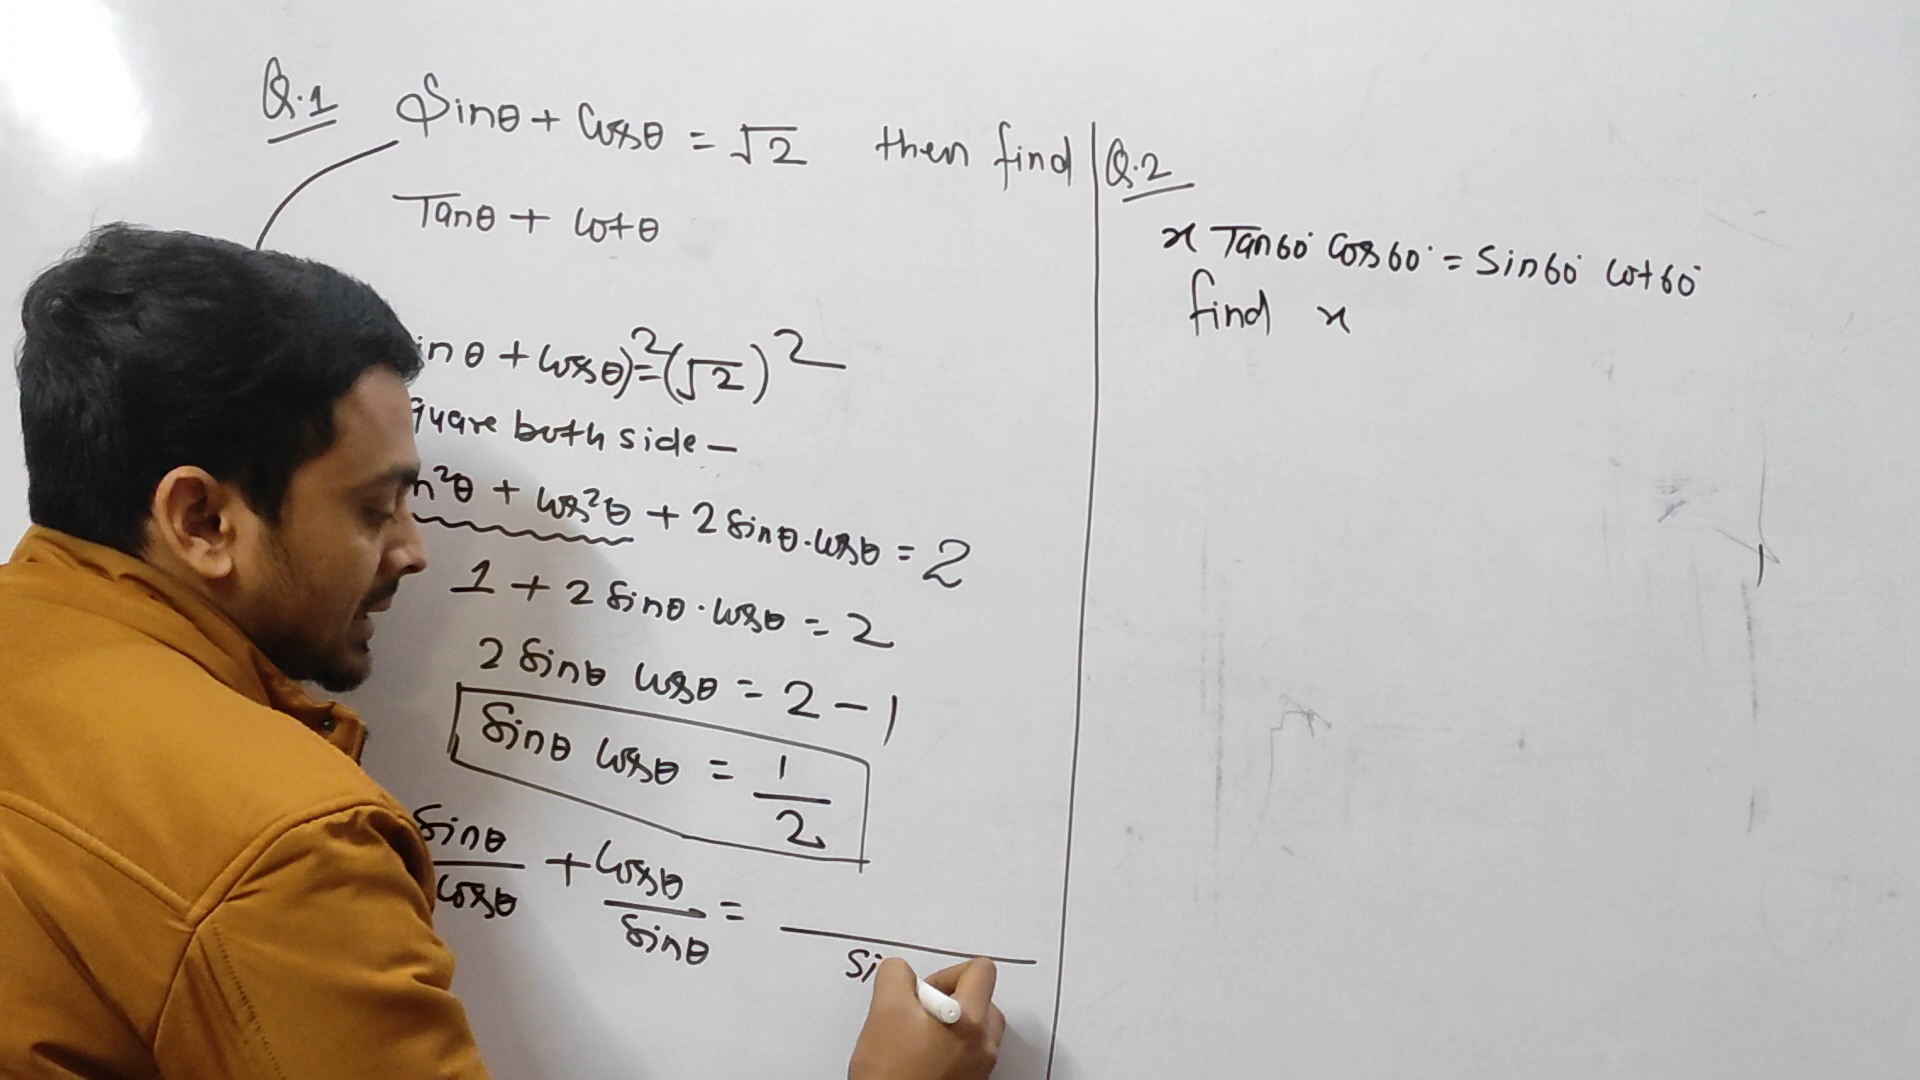 Q.1 Sinθ + Cosθ = √2 then find
Tanθ + Cotθ
inθ + Cosθ)² = (√2)²
quare both side –
n²θ + Cos²θ + 2 Sinθ·Cosθ = 2
1 + 2 Sinθ·Cosθ = 2
2 Sinθ Cosθ = 2 – 1
Sinθ Cosθ = 1/2
Sinθ/Cosθ + Cosθ/Sinθ =
Si
Q.2
x Tan60° Cos60° = Sin60° Cot60°
find x